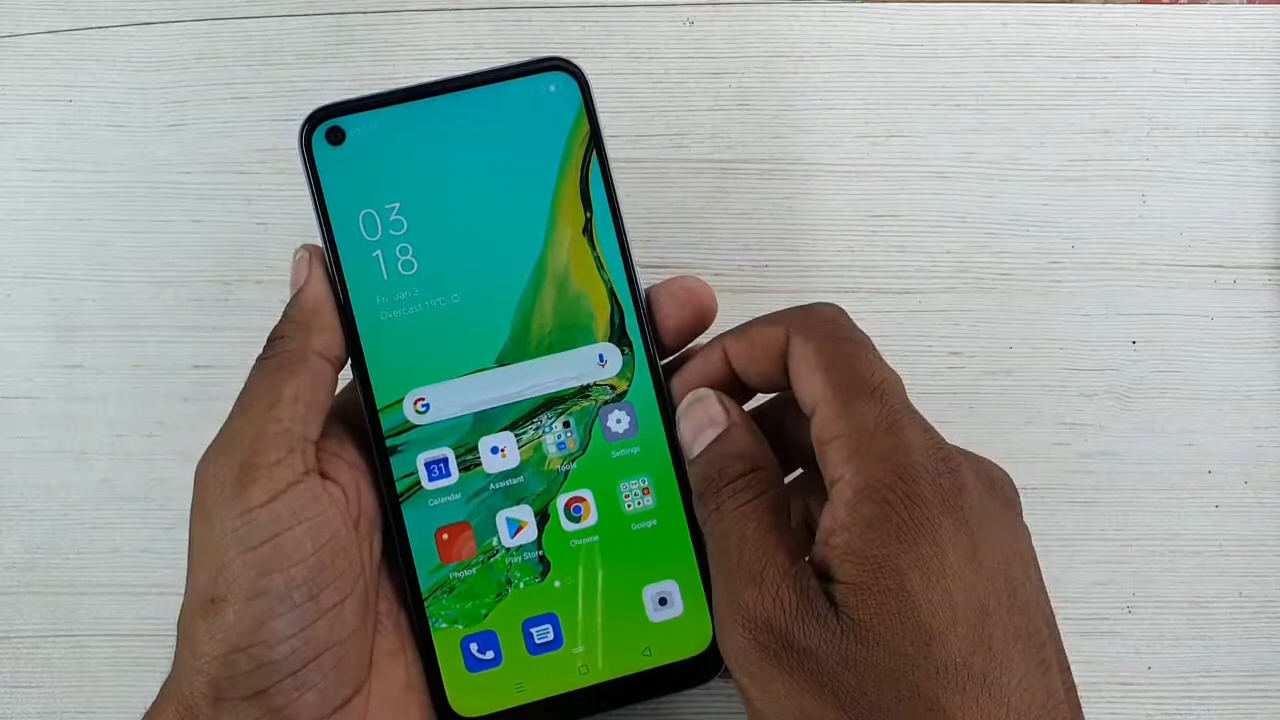 03
18
Fri, Jan 3
Overcast 19°C
G
31
Calendar
Assistant
Tools
Settings
Photos
Play Store
Chrome
Google